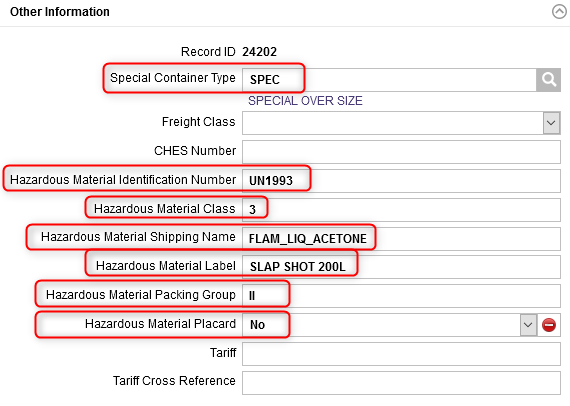 Other Information
Record ID 24202
Special Container Type SPEC
SPECIAL OVER SIZE
Freight Class
CHES Number
Hazardous Material Identification Number UN1993
Hazardous Material Class 3
Hazardous Material Shipping Name FLAM_LIQ_ACETONE
Hazardous Material Label SLAP SHOT 200L
Hazardous Material Packing Group II
Hazardous Material Placard No
Tariff
Tariff Cross Reference